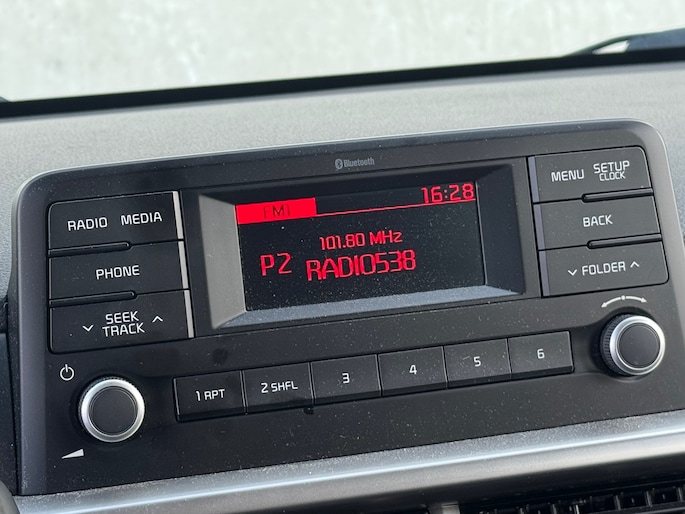 Bluetooth
RADIO MEDIA
PHONE
SEEK
TRACK
FM1 16:28
101.80 MHz
P2 RADIO538
MENU SETUP
CLOCK
BACK
FOLDER
1 RPT 2 SHFL 3 4 5 6